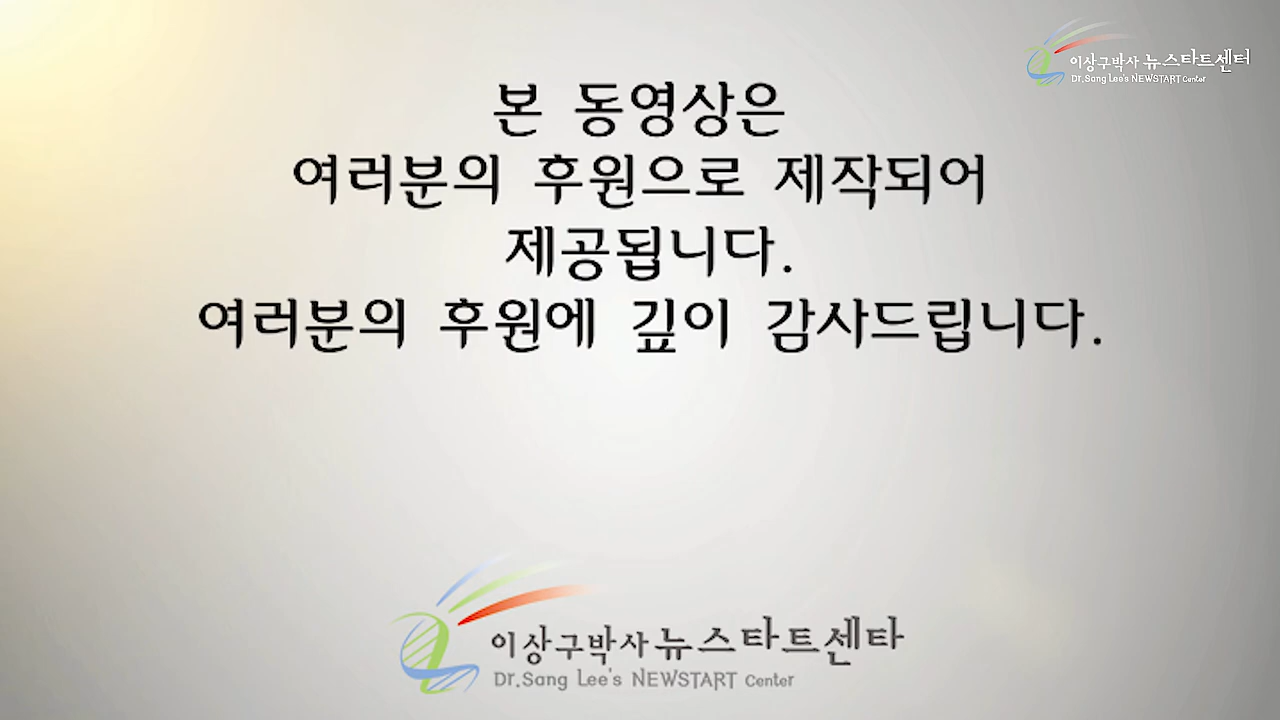 이상구박사 뉴스타트센터
Dr.Sang Lee's NEWSTART Center
본 동영상은
여러분의 후원으로 제작되어
제공됩니다.
여러분의 후원에 깊이 감사드립니다.
이상구박사 뉴스타트센타
Dr.Sang Lee's NEWSTART Center